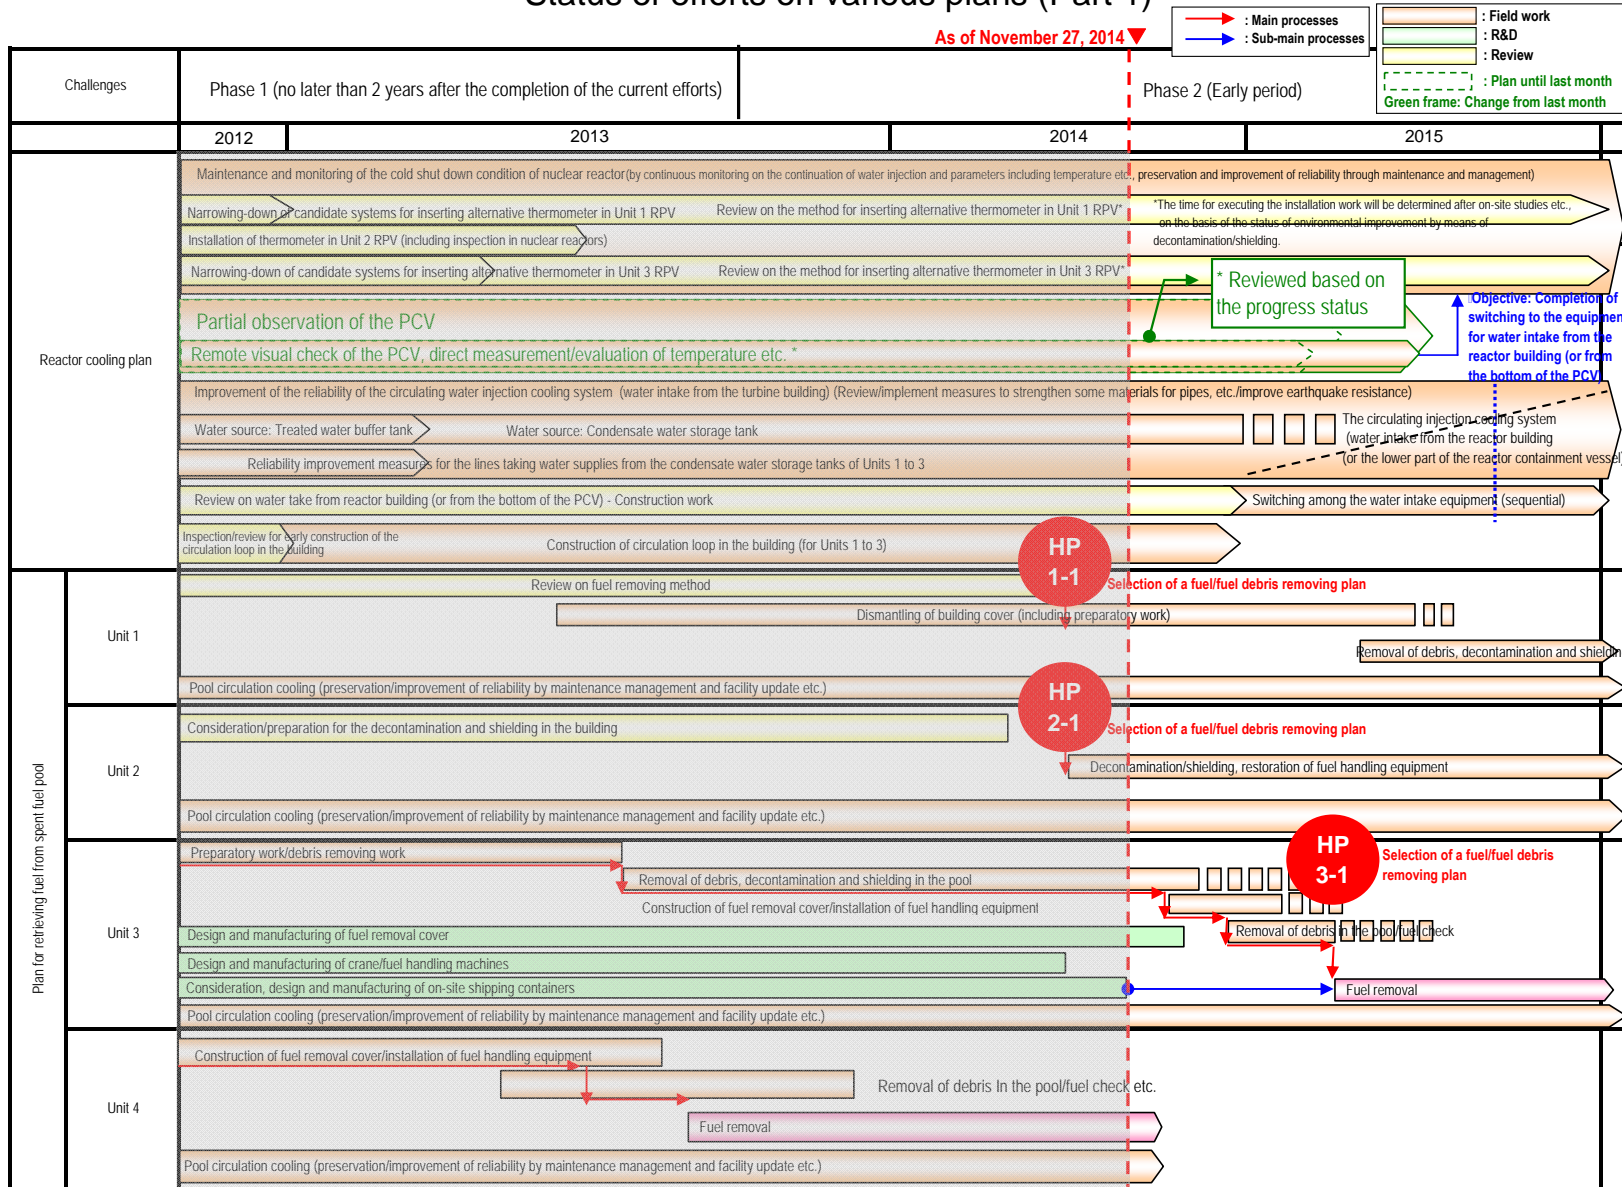 Status of efforts on various plans (Part 1)
As of November 27, 2014
: Main processes
: Sub-main processes
: Field work
: R&D
: Review
: Plan until last month
Green frame: Change from last month
Challenges
Phase 1 (no later than 2 years after the completion of the current efforts)
Phase 2 (Early period)
2012
2013
2014
2015
Reactor cooling plan
Maintenance and monitoring of the cold shut down condition of nuclear reactor(by continuous monitoring on the continuation of water injection and parameters including temperature etc., preservation and improvement of reliability through maintenance and management)
Narrowing-down of candidate systems for inserting alternative thermometer in Unit 1 RPV
Review on the method for inserting alternative thermometer in Unit 1 RPV*
*The time for executing the installation work will be determined after on-site studies etc.,
on the basis of the status of environmental improvement by means of
decontamination/shielding.
Installation of thermometer in Unit 2 RPV (including inspection in nuclear reactors)
Narrowing-down of candidate systems for inserting alternative thermometer in Unit 3 RPV
Review on the method for inserting alternative thermometer in Unit 3 RPV*
* Reviewed based on
the progress status
Partial observation of the PCV
Remote visual check of the PCV, direct measurement/evaluation of temperature etc. *
Objective: Completion of
switching to the equipmen
for water intake from the
reactor building (or from
the bottom of the PCV)
Improvement of the reliability of the circulating water injection cooling system (water intake from the turbine building) (Review/implement measures to strengthen some materials for pipes, etc./improve earthquake resistance)
Water source: Treated water buffer tank
Water source: Condensate water storage tank
The circulating injection cooling system
(water intake from the reactor building
(or the lower part of the reactor containment vessel)
Reliability improvement measures for the lines taking water supplies from the condensate water storage tanks of Units 1 to 3
Review on water take from reactor building (or from the bottom of the PCV) - Construction work
Switching among the water intake equipment (sequential)
Inspection/review for early construction of the
circulation loop in the building
Construction of circulation loop in the building (for Units 1 to 3)
HP
1-1
Plan for retrieving fuel from spent fuel pool
Unit 1
Review on fuel removing method
Selection of a fuel/fuel debris removing plan
Dismantling of building cover (including preparatory work)
Removal of debris, decontamination and shieldin
Pool circulation cooling (preservation/improvement of reliability by maintenance management and facility update etc.)
HP
2-1
Unit 2
Consideration/preparation for the decontamination and shielding in the building
Selection of a fuel/fuel debris removing plan
Decontamination/shielding, restoration of fuel handling equipment
Pool circulation cooling (preservation/improvement of reliability by maintenance management and facility update etc.)
HP
3-1
Selection of a fuel/fuel debris
removing plan
Unit 3
Preparatory work/debris removing work
Removal of debris, decontamination and shielding in the pool
Construction of fuel removal cover/installation of fuel handling equipment
Removal of debris in the pool/fuel check
Design and manufacturing of fuel removal cover
Design and manufacturing of crane/fuel handling machines
Consideration, design and manufacturing of on-site shipping containers
Fuel removal
Pool circulation cooling (preservation/improvement of reliability by maintenance management and facility update etc.)
Unit 4
Construction of fuel removal cover/installation of fuel handling equipment
Removal of debris In the pool/fuel check etc.
Fuel removal
Pool circulation cooling (preservation/improvement of reliability by maintenance management and facility update etc.)